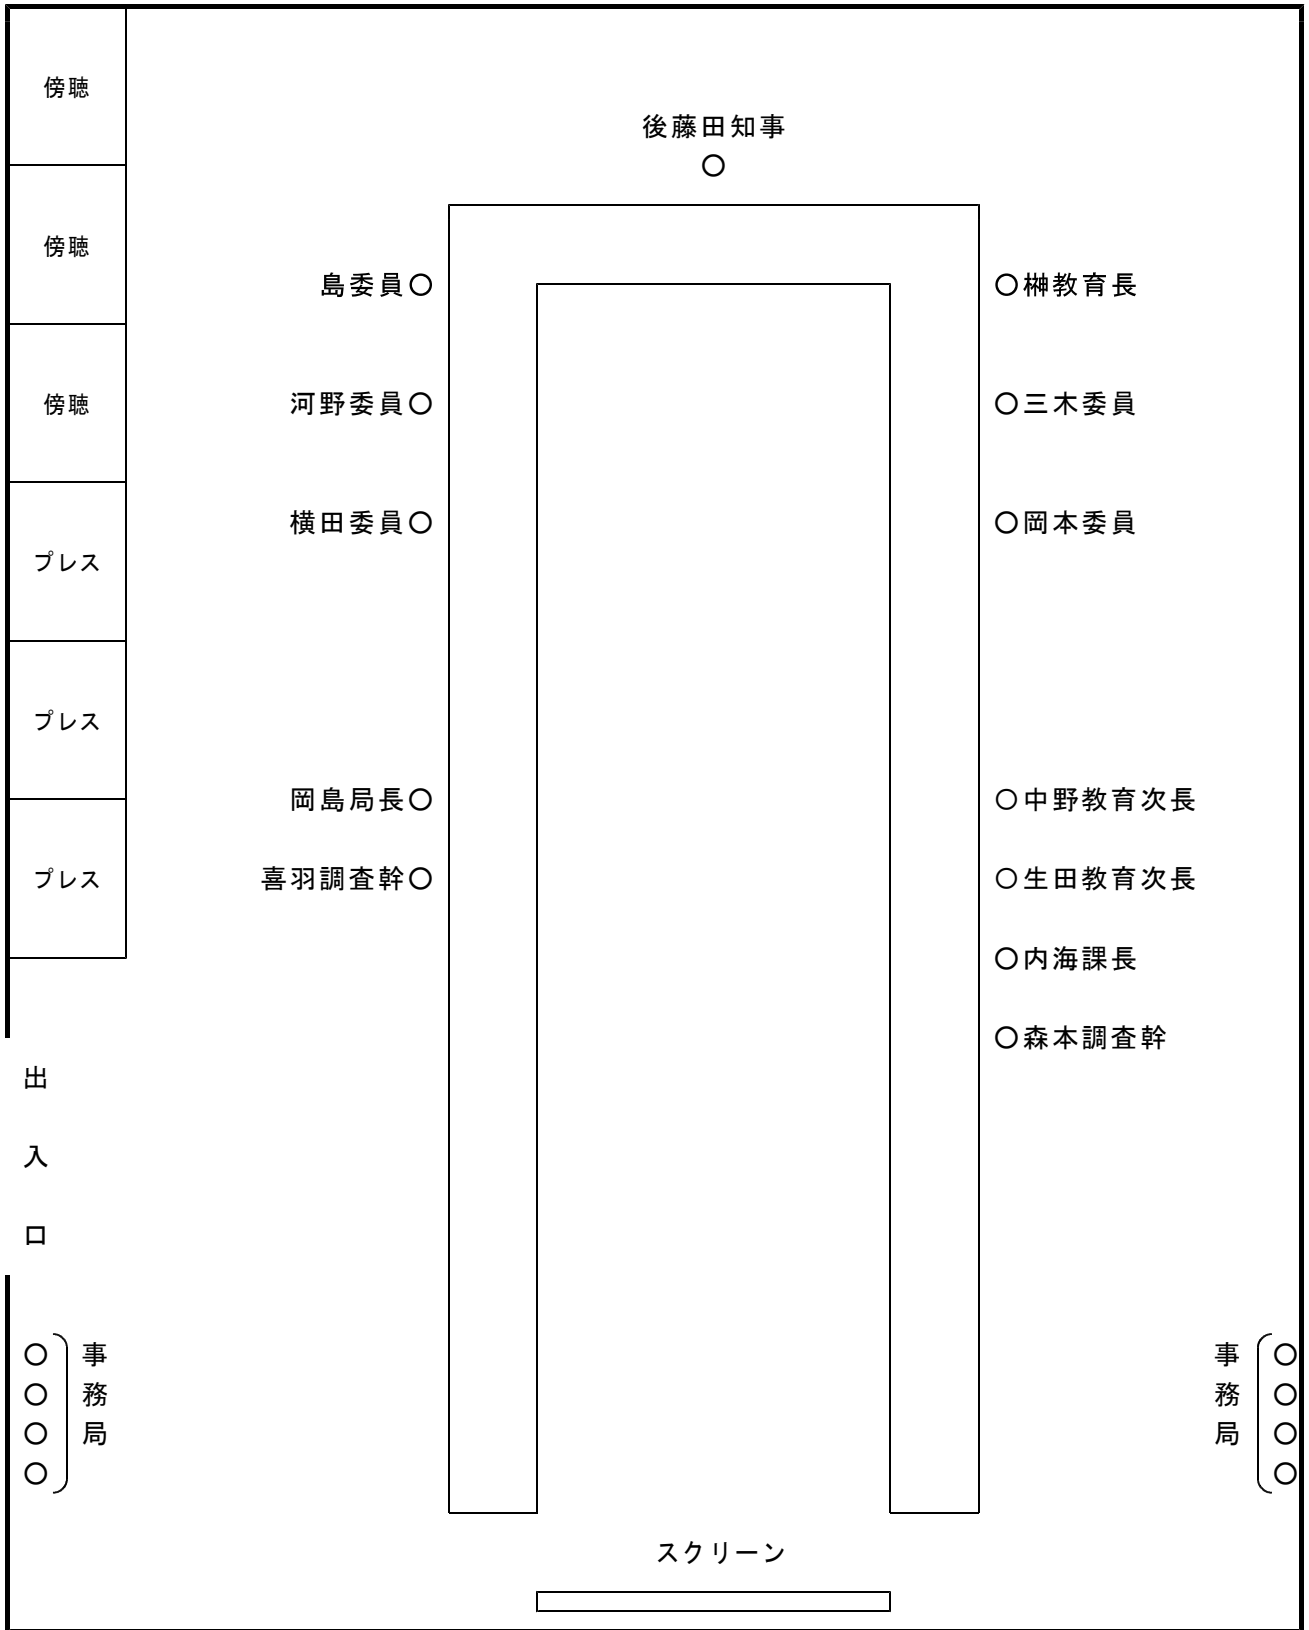 傍聴
後藤田知事
○
傍聴
島委員○
○榊教育長
傍聴
河野委員○
○三木委員
横田委員○
○岡本委員
プレス
プレス
岡島局長○
○中野教育次長
プレス
喜羽調査幹○
○生田教育次長
○内海課長
○森本調査幹
出入口
○○○○
事務局
事務局
○○○○
スクリーン